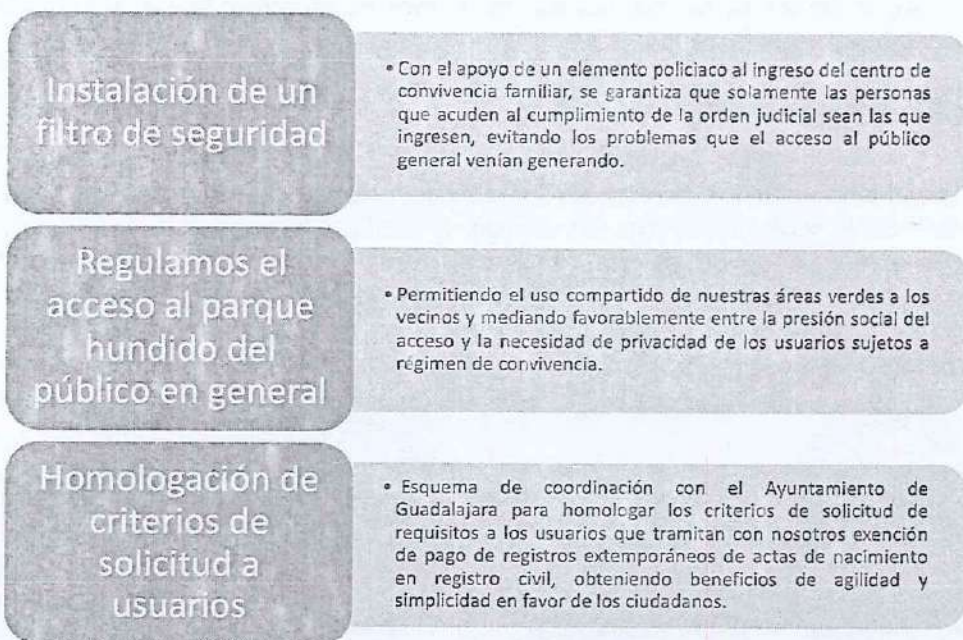 Instalación de un
filtro de seguridad
• Con el apoyo de un elemento policiaco al ingreso del centro de
convivencia familiar, se garantiza que solamente las personas
que acuden al cumplimiento de la orden judicial sean las que
ingresen, evitando los problemas que el acceso al público
general venían generando.
Regulamos el
acceso al parque
hundido del
público en general
• Permitiendo el uso compartido de nuestras áreas verdes a los
vecinos y mediando favorablemente entre la presión social del
acceso y la necesidad de privacidad de los usuarios sujetos a
régimen de convivencia.
Homologación de
criterios de
solicitud a
usuarios
• Esquema de coordinación con el Ayuntamiento de
Guadalajara para homologar los criterios de solicitud de
requisitos a los usuarios que tramitan con nosotros exención
de pago de registros extemporáneos de actas de nacimiento
en registro civil, obteniendo beneficios de agilidad y
simplicidad en favor de los ciudadanos.